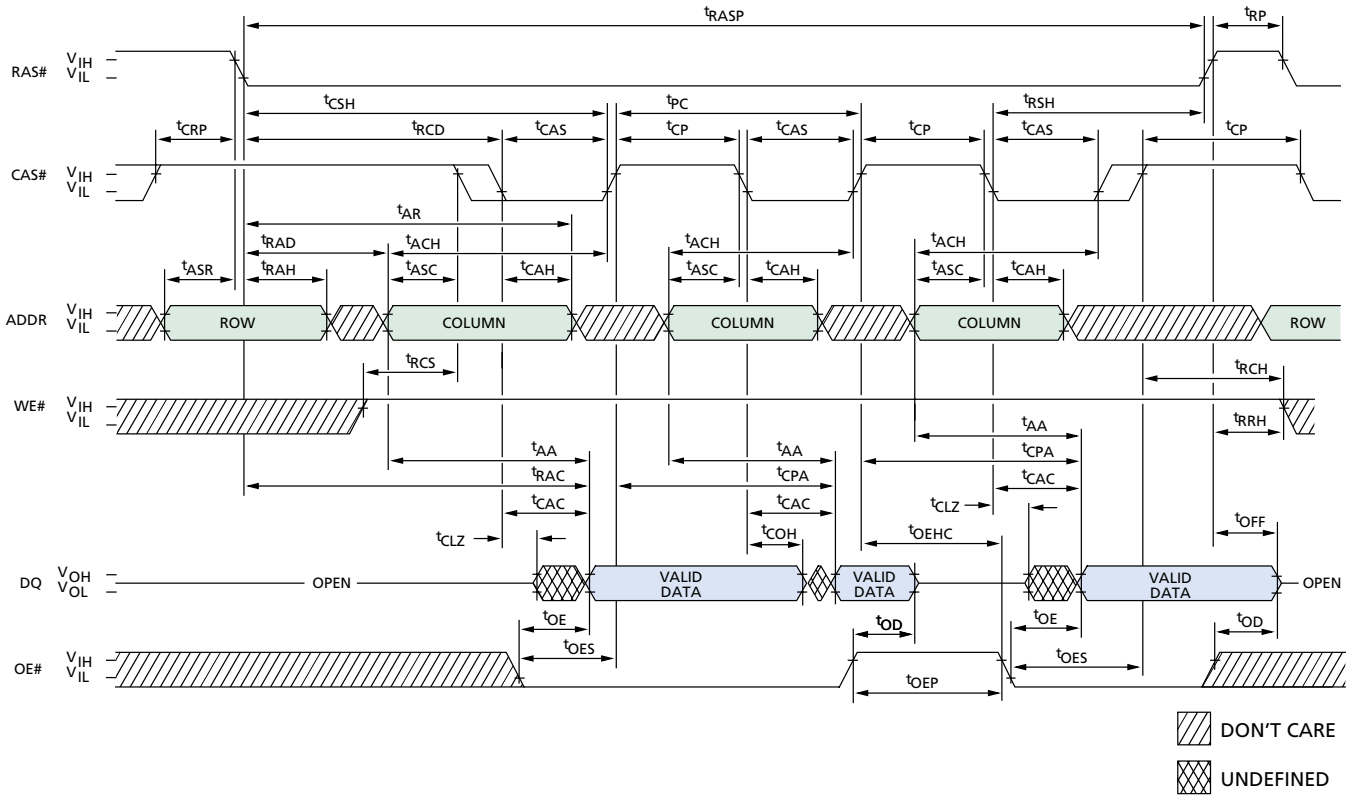 tRASP
tRP
RAS#
VIH
VIL
tCSH
tPC
tRSH
tCRP
tRCD
tCAS
tCP
tCAS
tCP
tCAS
tCP
CAS#
VIH
VIL
tAR
tRAD
tACH
tACH
tACH
tASR
tRAH
tASC
tCAH
tASC
tCAH
tASC
tCAH
ADDR
VIH
VIL
ROW
COLUMN
COLUMN
COLUMN
ROW
tRCS
tRCH
WE#
VIH
VIL
tRRH
tAA
tAA
tAA
tRAC
tCPA
tCPA
tCAC
tCAC
tCAC
tCLZ
tCOH
tOEHC
tCLZ
tOFF
DQ
VOH
VOL
OPEN
VALID
DATA
VALID
DATA
VALID
DATA
OPEN
tOE
tOES
tOD
tOE
tOES
tOD
OE#
VIH
VIL
tOEP
DON'T CARE
UNDEFINED